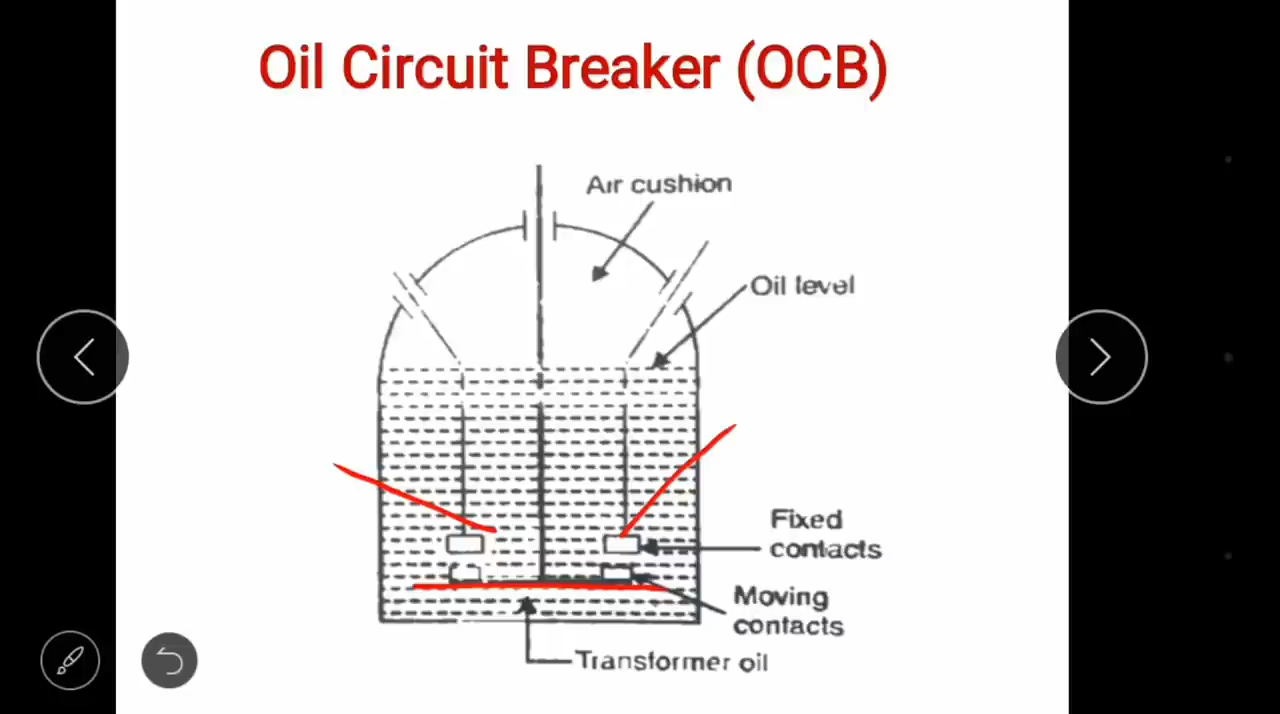 Oil Circuit Breaker (OCB)
Air cushion
Oil level
Fixed
contacts
Moving
contacts
Transformer oil